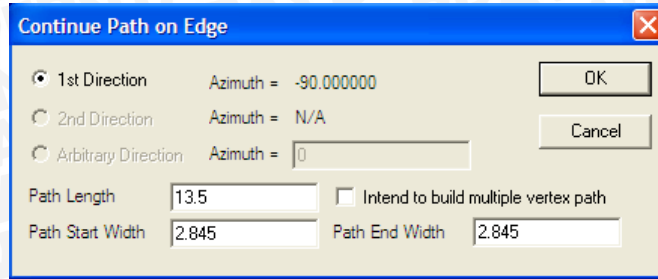 Continue Path on Edge
1st Direction Azimuth = -90.000000 OK
2nd Direction Azimuth = N/A Cancel
Arbitrary Direction Azimuth = 0
Path Length 13.5 Intend to build multiple vertex path
Path Start Width 2.845 Path End Width 2.845